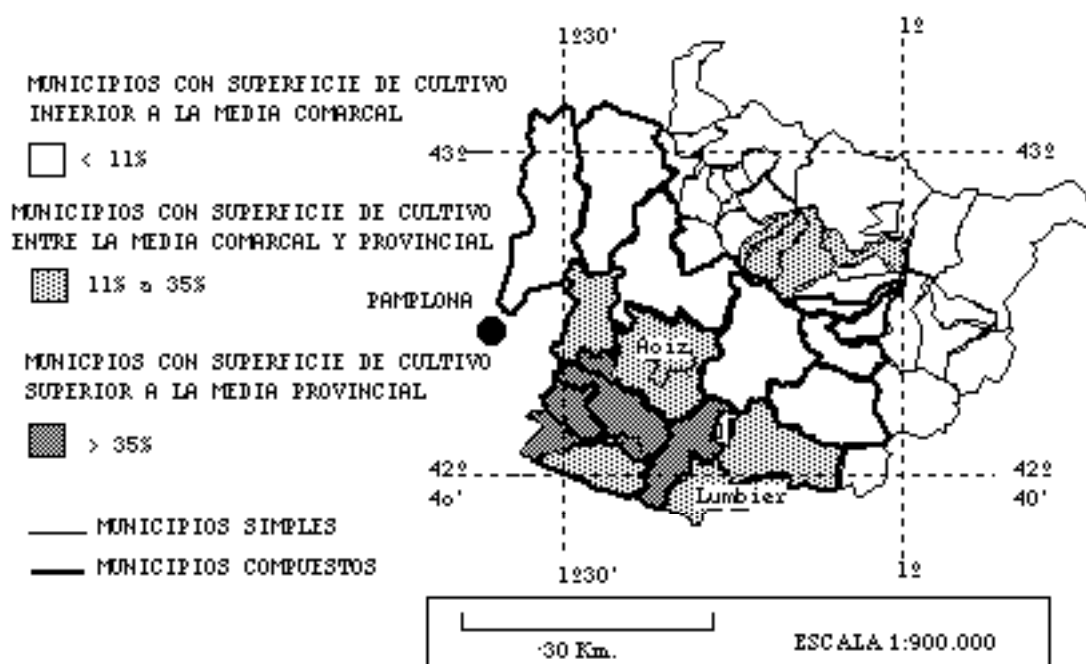 MUNICIPIOS CON SUPERFICIE DE CULTIVO
INFERIOR A LA MEDIA COMARCAL
< 11%
MUNICIPIOS CON SUPERFICIE DE CULTIVO
ENTRE LA MEDIA COMARCAL Y PROVINCIAL
11% a 35%
MUNICPIOS CON SUPERFICIE DE CULTIVO
SUPERIOR A LA MEDIA PROVINCIAL
> 35%
MUNICIPIOS SIMPLES
MUNICIPIOS COMPUESTOS
1º30'
1º
43º
43º
PAMPLONA
Aoiz
42º
4o'
42º
40'
Lumbier
1º30'
1º
30 Km.
ESCALA 1:900.000